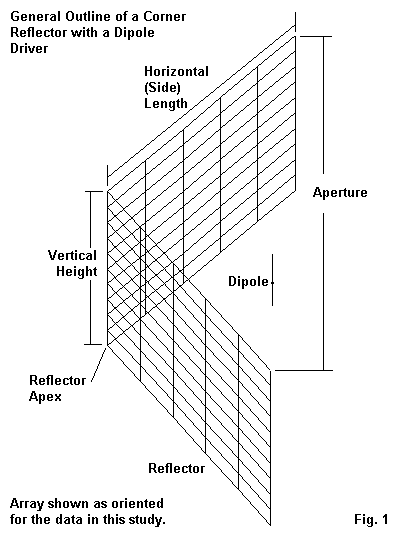 General Outline of a Corner
Reflector with a Dipole
Driver
Horizontal
(Side)
Length
Aperture
Vertical
Height
Dipole
Reflector
Apex
Reflector
Array shown as oriented
for the data in this study.
Fig. 1